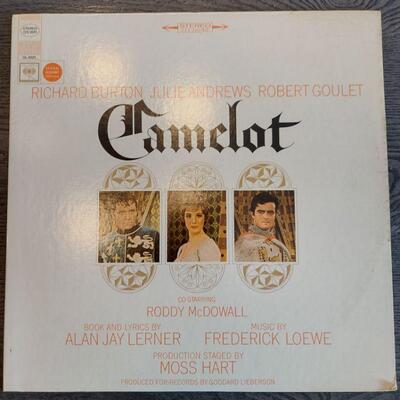 STEREO
RICHARD BURTON JULIE ANDREWS ROBERT GOULET
Camelot
CO-STARRING
RODDY McDOWALL
BOOK AND LYRICS BY
ALAN JAY LERNER
MUSIC BY
FREDERICK LOEWE
PRODUCTION STAGED BY
MOSS HART
PRODUCED FOR RECORDS BY GODDARD LIEBERSON